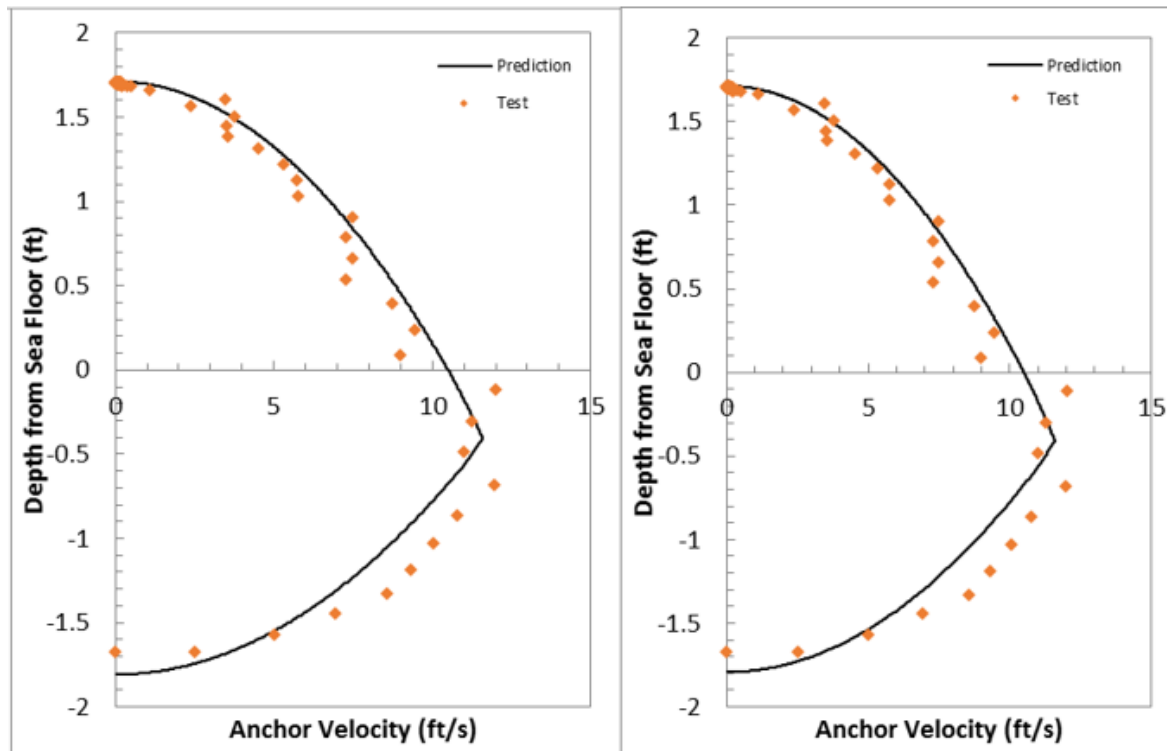 2
1.5
1
0.5
0
-0.5
-1
-1.5
-2
0 5 10 15
Depth from Sea Floor (ft)
Anchor Velocity (ft/s)
Prediction
Test
2
1.5
1
0.5
0
-0.5
-1
-1.5
-2
0 5 10 15
Depth from Sea Floor (ft)
Anchor Velocity (ft/s)
Prediction
Test